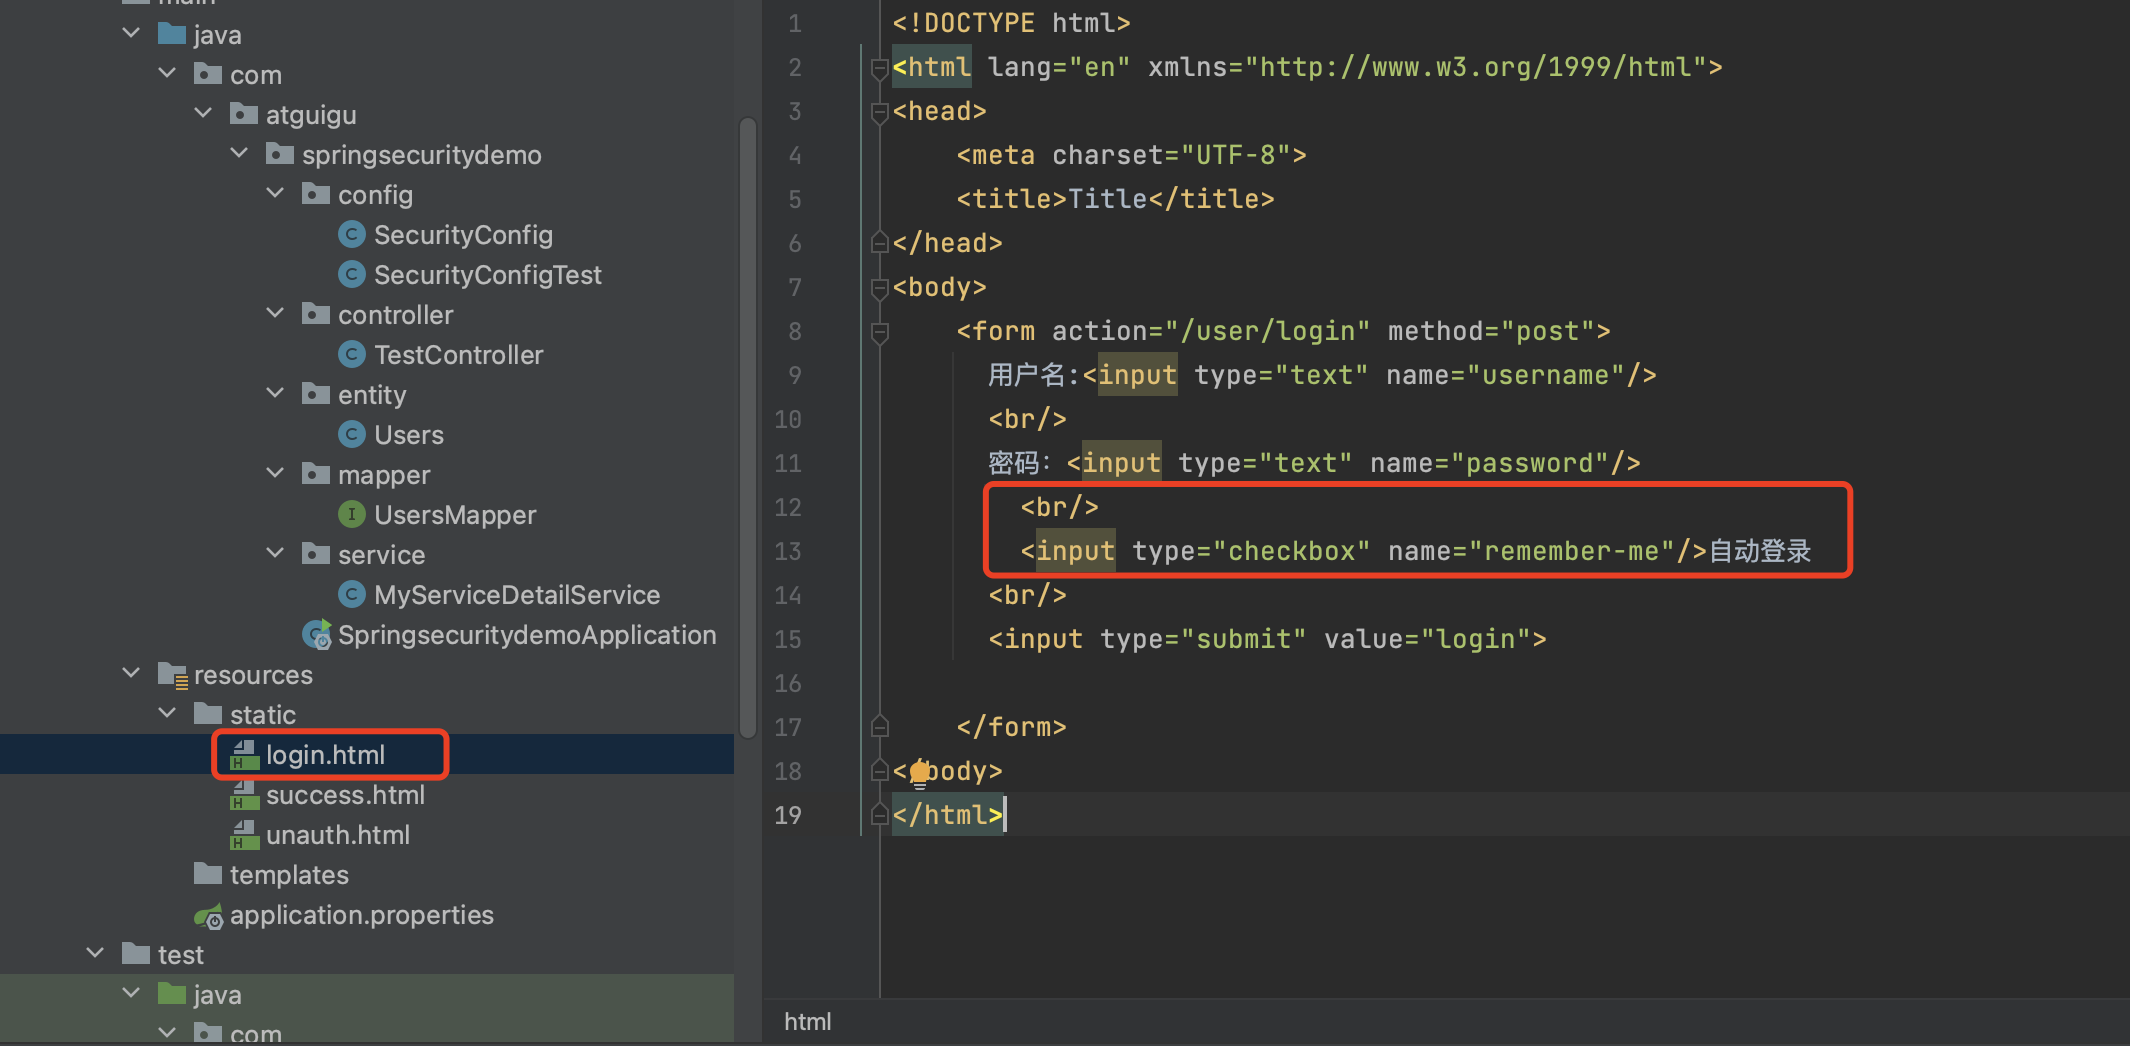 main
java
com
atguigu
springsecuritydemo
config
SecurityConfig
SecurityConfigTest
controller
TestController
entity
Users
mapper
UsersMapper
service
MyServiceDetailService
SpringsecuritydemoApplication
resources
static
login.html
success.html
unauth.html
templates
application.properties
test
java
com
1 <!DOCTYPE html>
2 <html lang="en" xmlns="http://www.w3.org/1999/html">
3 <head>
4 <meta charset="UTF-8">
5 <title>Title</title>
6 </head>
7 <body>
8 <form action="/user/login" method="post">
9 用户名:<input type="text" name="username"/>
10 <br/>
11 密码: <input type="text" name="password"/>
12 <br/>
13 <input type="checkbox" name="remember-me"/>自动登录
14 <br/>
15 <input type="submit" value="login">
16
17 </form>
18 </body>
19 </html>
html